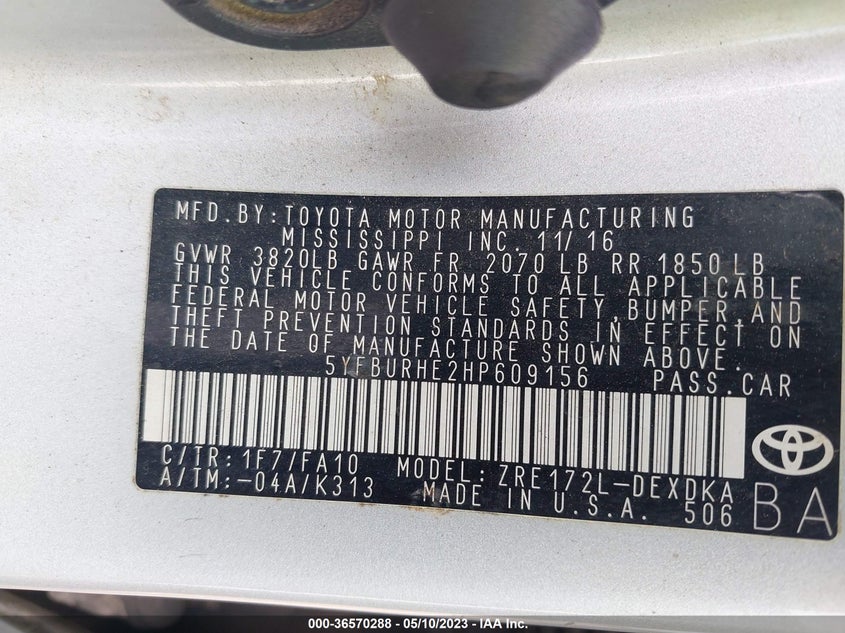 MFD.BY:TOYOTA MOTOR MANUFACTURING
MISSISSIPPI INC. 11/16
GVWR 3820LB GAWR FR 2070 LB RR 1850 LB
THIS VEHICLE CONFORMS TO ALL APPLICABLE
FEDERAL MOTOR VEHICLE SAFETY,BUMPER,AND
THEFT PREVENTION STANDARDS IN EFFECT ON
THE DATE OF MANUFACTURE SHOWN ABOVE.
5YFBURHE2HP609156 PASS.CAR
C/TR:1F7/FA10 MODEL:ZRE172L-DEXDKA
A/TM:-04A/K313 MADE IN U.S.A. 506
BA
000-36570288 - 05/10/2023 - IAA Inc.